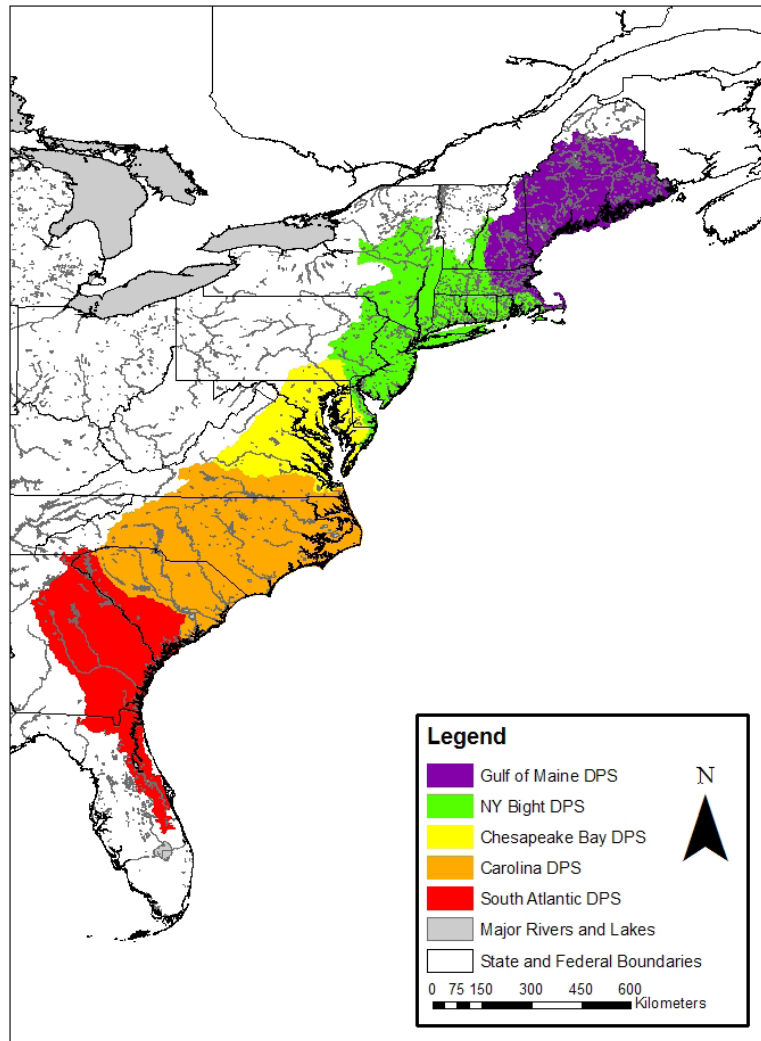 Legend
Gulf of Maine DPS
N
NY Bight DPS
Chesapeake Bay DPS
Carolina DPS
South Atlantic DPS
Major Rivers and Lakes
State and Federal Boundaries
0 75 150 300 450 600
Kilometers